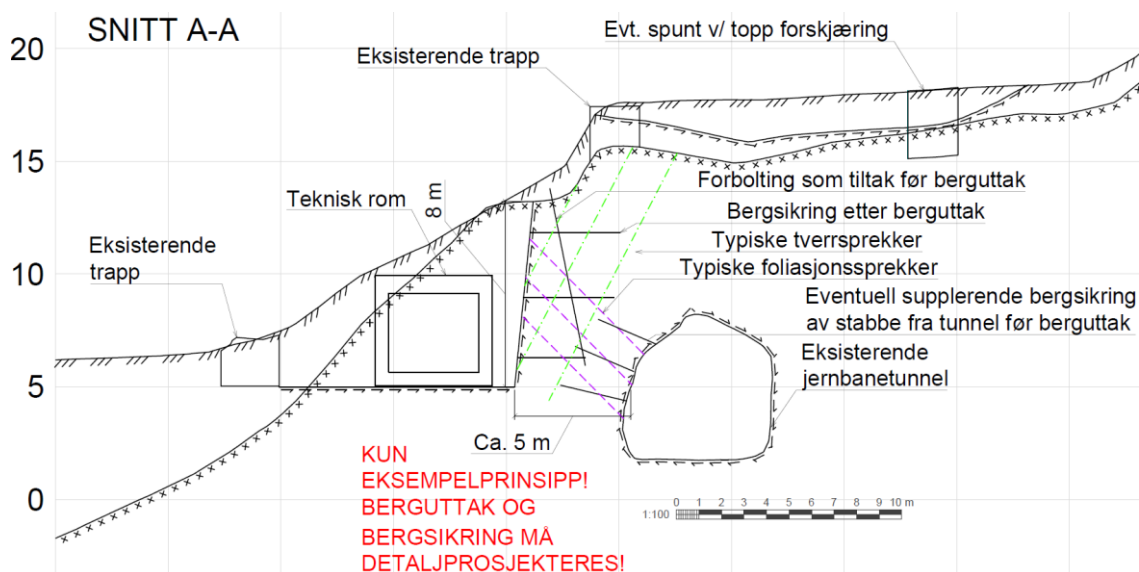 SNITT A-A
Evt. spunt v/ topp forskjæring
Eksisterende trapp
Forbolting som tiltak før berguttak
Teknisk rom
8 m
Bergsikring etter berguttak
Typiske tverrsprekker
Typiske foliasjonssprekker
Eksisterende
trapp
Eventuell supplerende bergsikring
av stabbe fra tunnel før berguttak
Eksisterende
jernbanetunnel
Ca. 5 m
KUN
EKSEMPELPRINSIPP!
BERGUTTAK OG
BERGSIKRING MÅ
DETALJPROSJEKTERES!
20
15
10
5
0
0 1 2 3 4 5 6 7 8 9 10 m
1:100